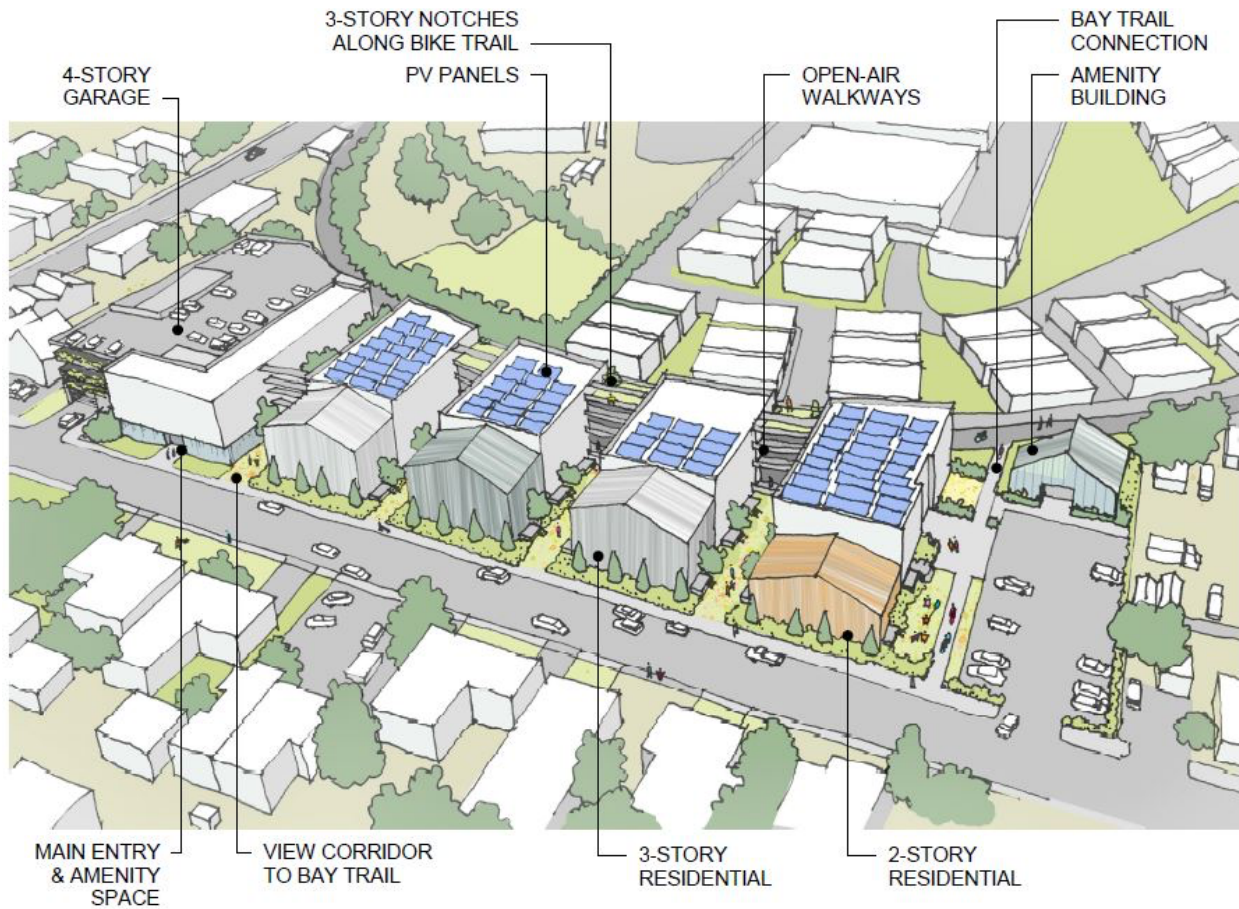 3-STORY NOTCHES
ALONG BIKE TRAIL
BAY TRAIL
CONNECTION
4-STORY
GARAGE
PV PANELS
OPEN-AIR
WALKWAYS
AMENITY
BUILDING
MAIN ENTRY
& AMENITY
SPACE
VIEW CORRIDOR
TO BAY TRAIL
3-STORY
RESIDENTIAL
2-STORY
RESIDENTIAL